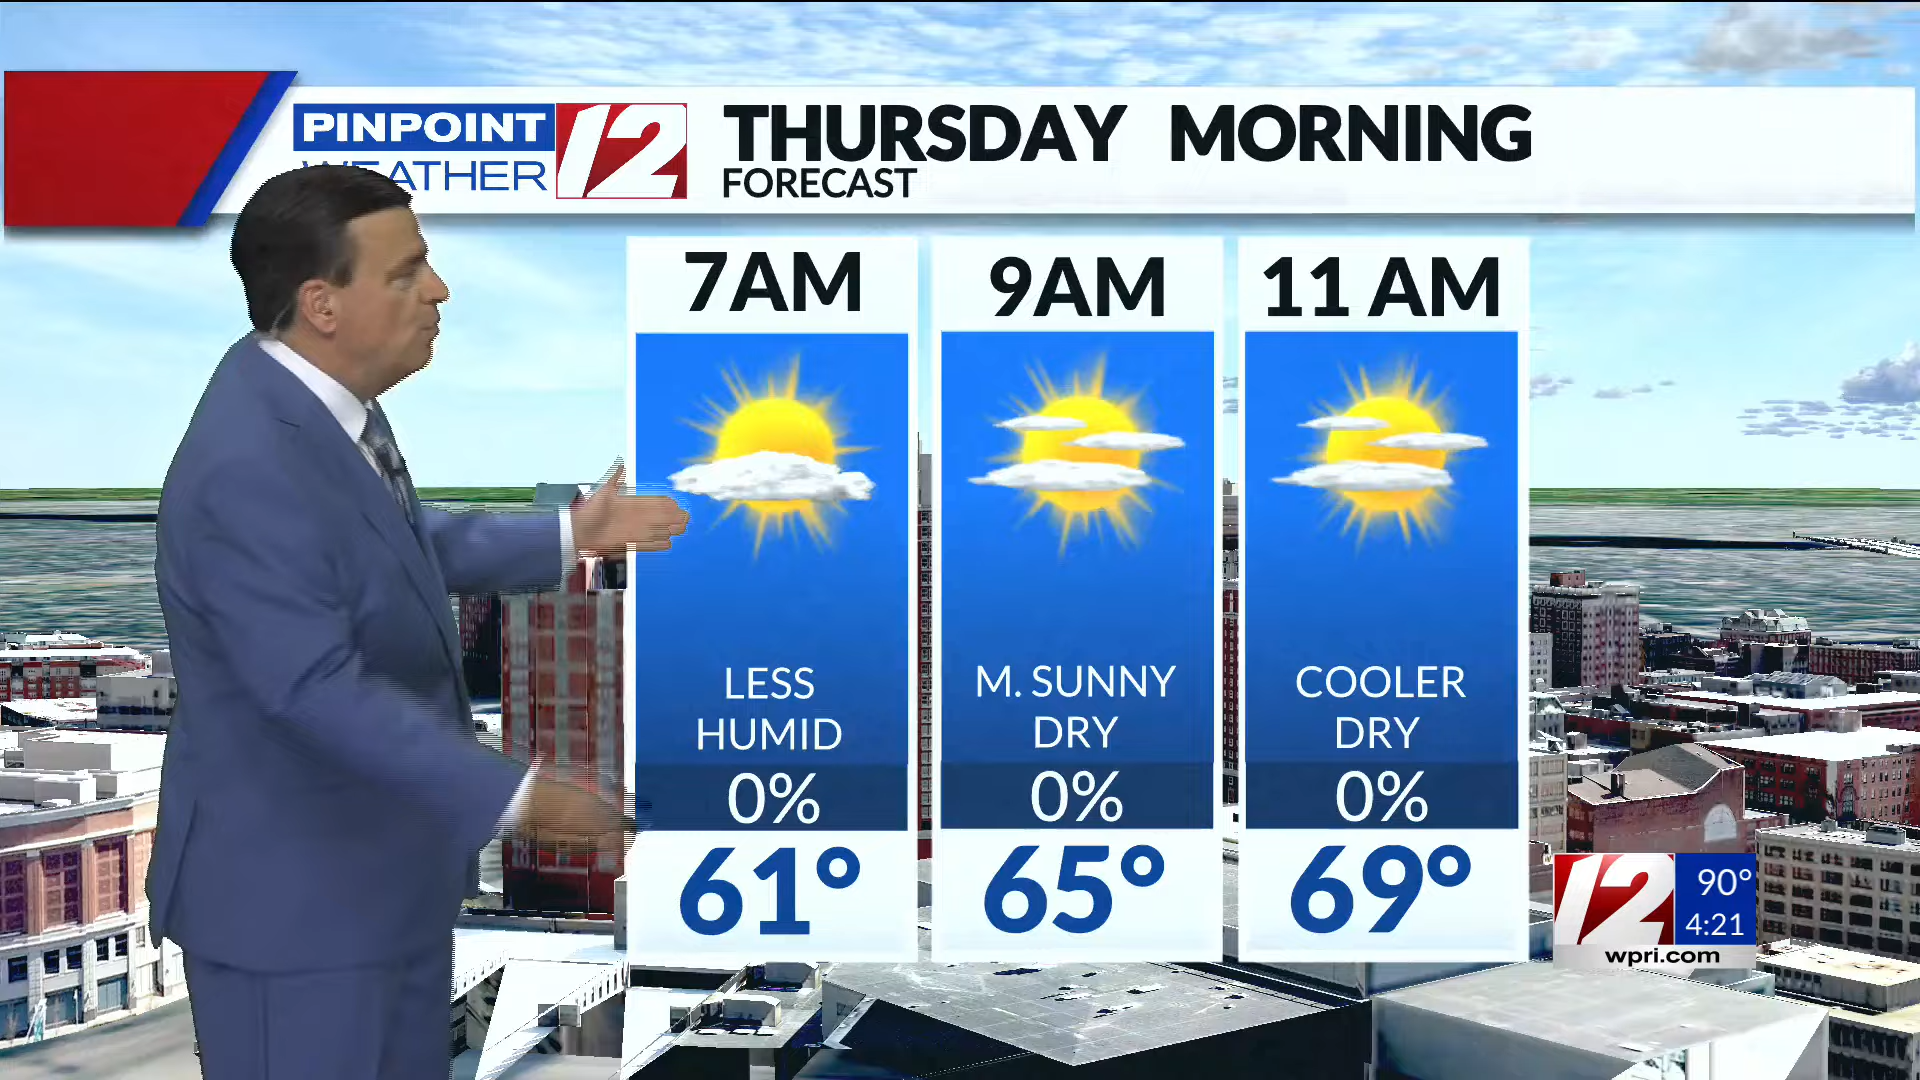 PINPOINT
WEATHER
12
THURSDAY MORNING
FORECAST
7AM
LESS
HUMID
0%
61°
9AM
M. SUNNY
DRY
0%
65°
11 AM
COOLER
DRY
0%
69°
12
90°
4:21
wpri.com